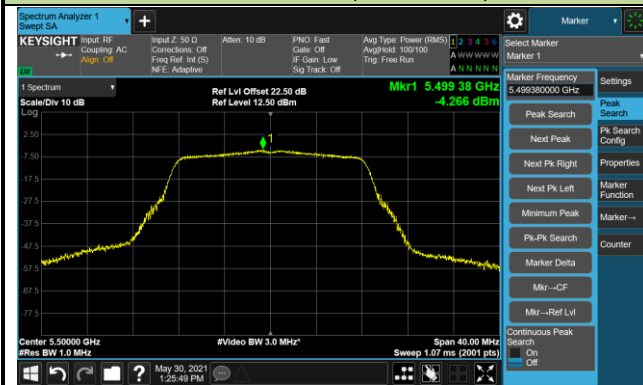 Spectrum Analyzer 1
Swept SA
Marker
KEYSIGHT
Input: RF
Coupling: AC
Align: Off
Input Z: 50 Ω
Corrections: Off
Freq Ref: Int (S)
NFE: Adaptive
Atten: 10 dB
PNO: Fast
Gate: Off
IF Gain: Low
Sig Track: Off
Avg Type: Power (RMS)
Avg|Hold: 100/100
Trig: Free Run
1 2 3 4 5 6
A W W W W W
A N N N N N
LXI
Select Marker
Marker 1
1 Spectrum
Scale/Div 10 dB
Log
Ref Lvl Offset 22.50 dB
Ref Level 12.50 dBm
Mkr1 5.499 38 GHz
-4.266 dBm
2.50
-7.50
-17.5
-27.5
-37.5
-47.5
-57.5
-67.5
-77.5
1
Center 5.50000 GHz
#Res BW 1.0 MHz
#Video BW 3.0 MHz*
Span 40.00 MHz
Sweep 1.07 ms (2001 pts)
Marker Frequency
5.499380000 GHz
Peak Search
Next Peak
Next Pk Right
Next Pk Left
Minimum Peak
Pk-Pk Search
Marker Delta
Mkr→CF
Mkr→Ref Lvl
Continuous Peak
Search
On
Off
Settings
Peak
Search
Pk Search
Config
Properties
Marker
Function
Marker→
Counter
?
May 30, 2021
1:25:49 PM